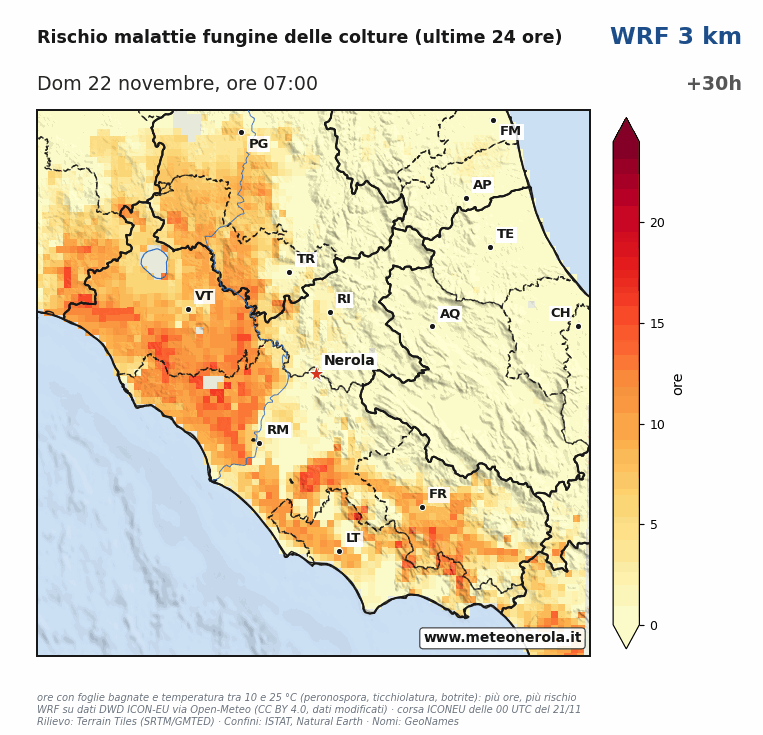 Rischio malattie fungine delle colture (ultime 24 ore)
WRF 3 km
Dom 22 novembre, ore 07:00
+30h
FM
PG
AP
TE
TR
RI
VT
AQ
CH
Nerola
RM
FR
LT
www.meteonerola.it
20
15
10
5
0
ore
ore con foglie bagnate e temperatura tra 10 e 25 °C (peronospora, ticchiolatura, botrite): più ore, più rischio
WRF su dati DWD ICON-EU via Open-Meteo (CC BY 4.0, dati modificati) · corsa ICONEU delle 00 UTC del 21/11
Rilievo: Terrain Tiles (SRTM/GMTED) · Confini: ISTAT, Natural Earth · Nomi: GeoNames